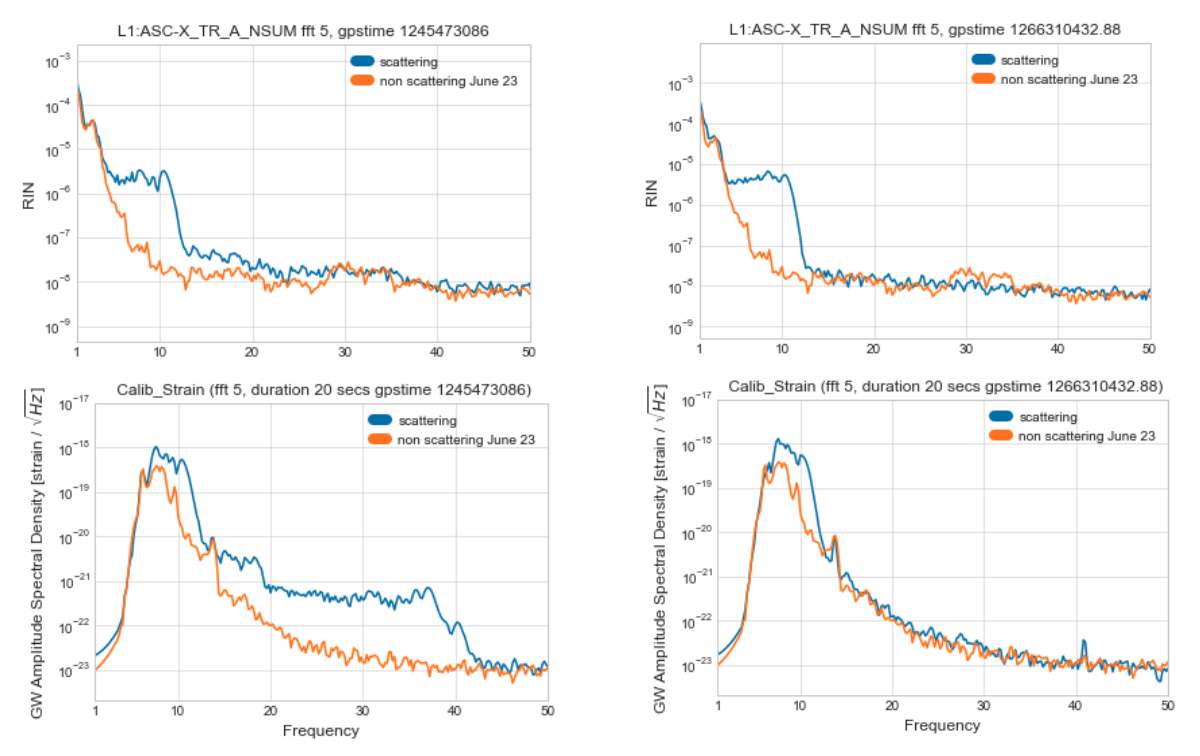 L1:ASC-X_TR_A_NSUM fft 5, gpstime 1245473086
scattering
non scattering June 23
RIN
10⁻³
10⁻⁴
10⁻⁵
10⁻⁶
10⁻⁷
10⁻⁸
10⁻⁹
1 10 20 30 40 50
L1:ASC-X_TR_A_NSUM fft 5, gpstime 1266310432.88
scattering
non scattering June 23
RIN
10⁻³
10⁻⁴
10⁻⁵
10⁻⁶
10⁻⁷
10⁻⁸
10⁻⁹
1 10 20 30 40 50
Calib_Strain (fft 5, duration 20 secs gpstime 1245473086)
scattering
non scattering June 23
GW Amplitude Spectral Density [strain / √Hz]
10⁻¹⁷
10⁻¹⁸
10⁻¹⁹
10⁻²⁰
10⁻²¹
10⁻²²
10⁻²³
1 10 20 30 40 50
Frequency
Calib_Strain (fft 5, duration 20 secs gpstime 1266310432.88)
scattering
non scattering June 23
GW Amplitude Spectral Density [strain / √Hz]
10⁻¹⁷
10⁻¹⁸
10⁻¹⁹
10⁻²⁰
10⁻²¹
10⁻²²
10⁻²³
1 10 20 30 40 50
Frequency